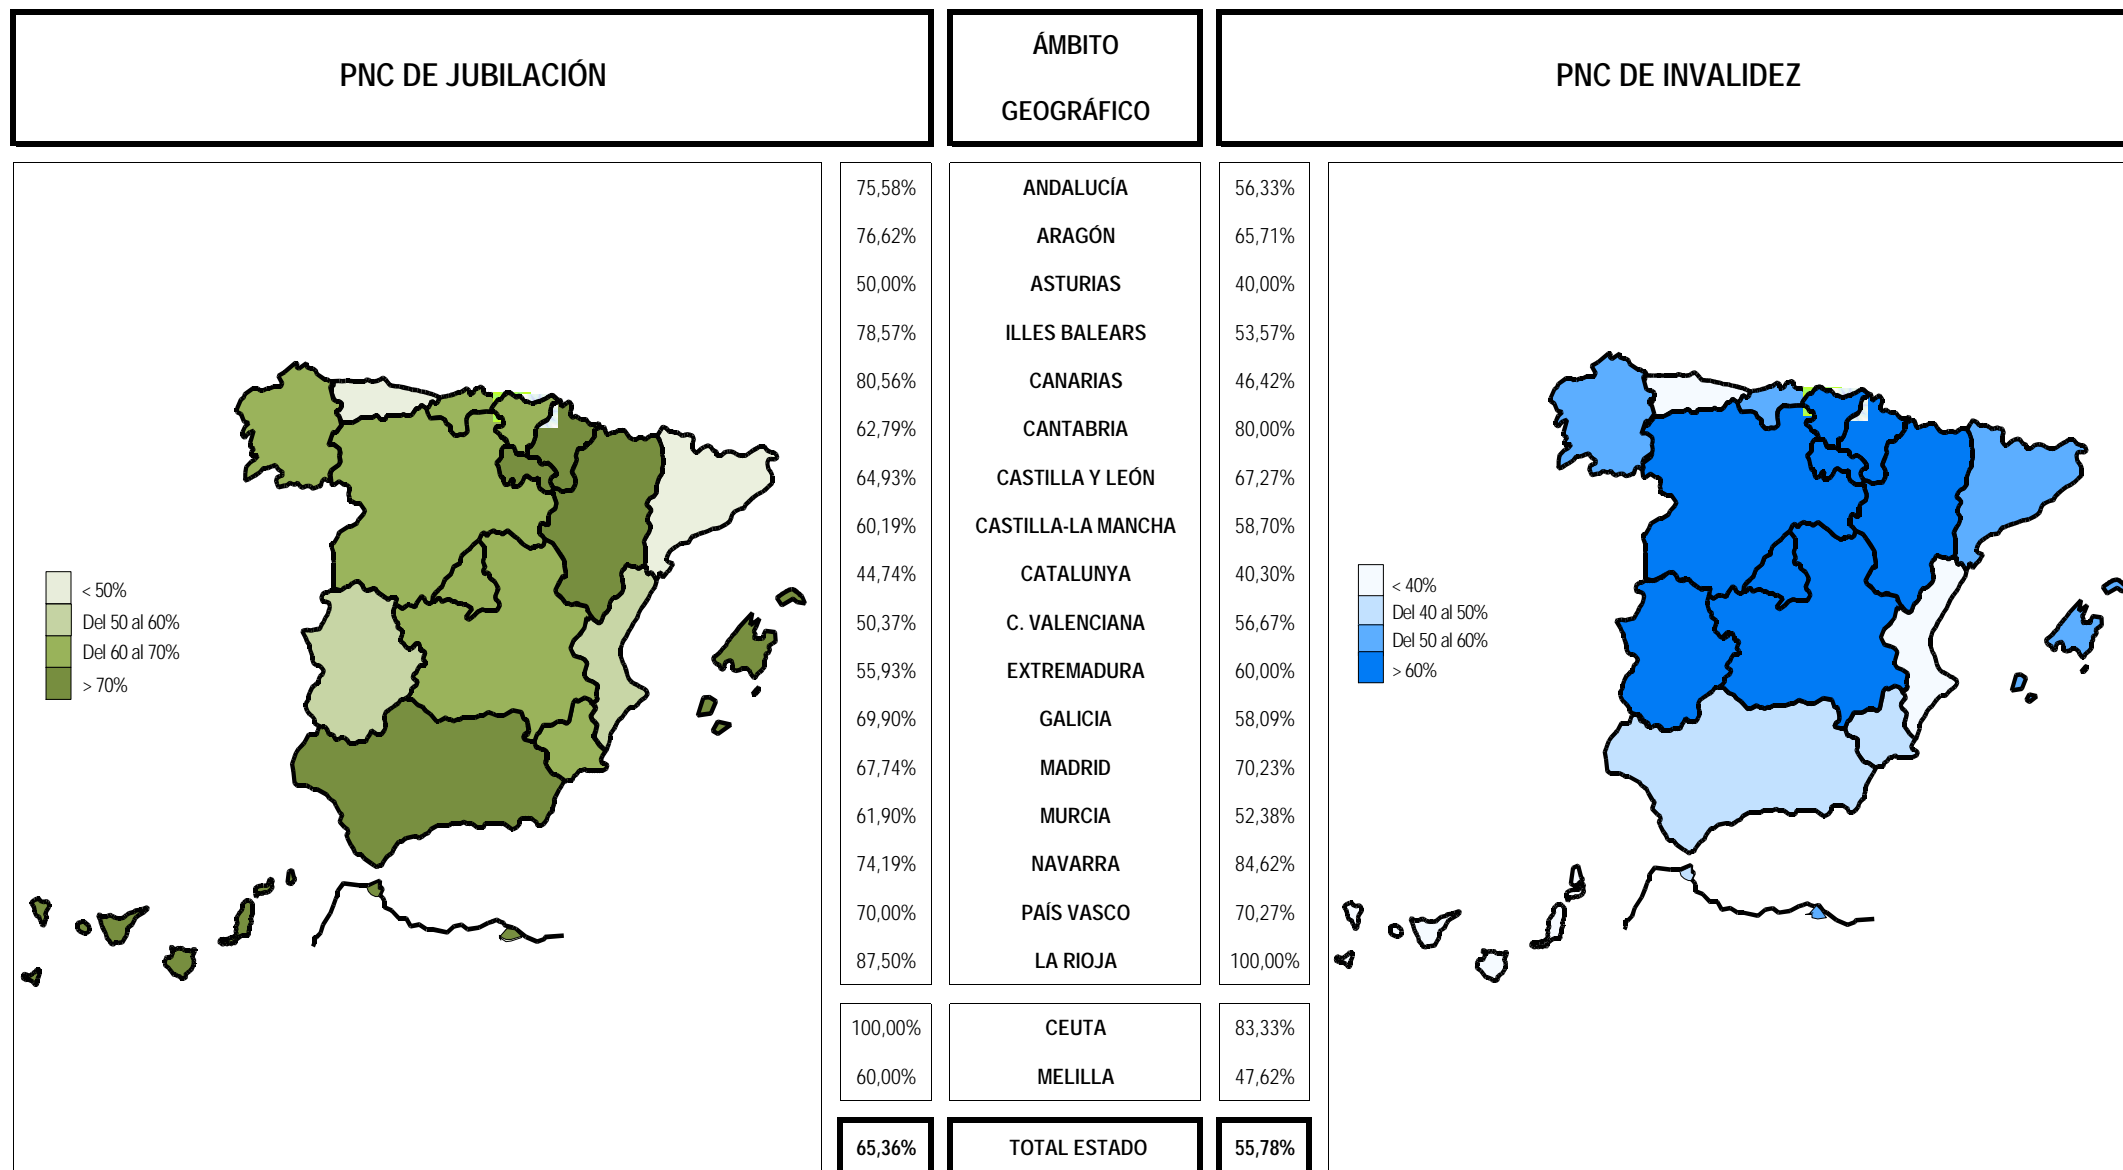 PNC DE JUBILACIÓN
ÁMBITO
GEOGRÁFICO
PNC DE INVALIDEZ
75,58% ANDALUCÍA 56,33%
76,62% ARAGÓN 65,71%
50,00% ASTURIAS 40,00%
78,57% ILLES BALEARS 53,57%
80,56% CANARIAS 46,42%
62,79% CANTABRIA 80,00%
64,93% CASTILLA Y LEÓN 67,27%
60,19% CASTILLA-LA MANCHA 58,70%
44,74% CATALUNYA 40,30%
50,37% C. VALENCIANA 56,67%
55,93% EXTREMADURA 60,00%
69,90% GALICIA 58,09%
67,74% MADRID 70,23%
61,90% MURCIA 52,38%
74,19% NAVARRA 84,62%
70,00% PAÍS VASCO 70,27%
87,50% LA RIOJA 100,00%
100,00% CEUTA 83,33%
60,00% MELILLA 47,62%
65,36% TOTAL ESTADO 55,78%
< 50%
Del 50 al 60%
Del 60 al 70%
> 70%
< 40%
Del 40 al 50%
Del 50 al 60%
> 60%